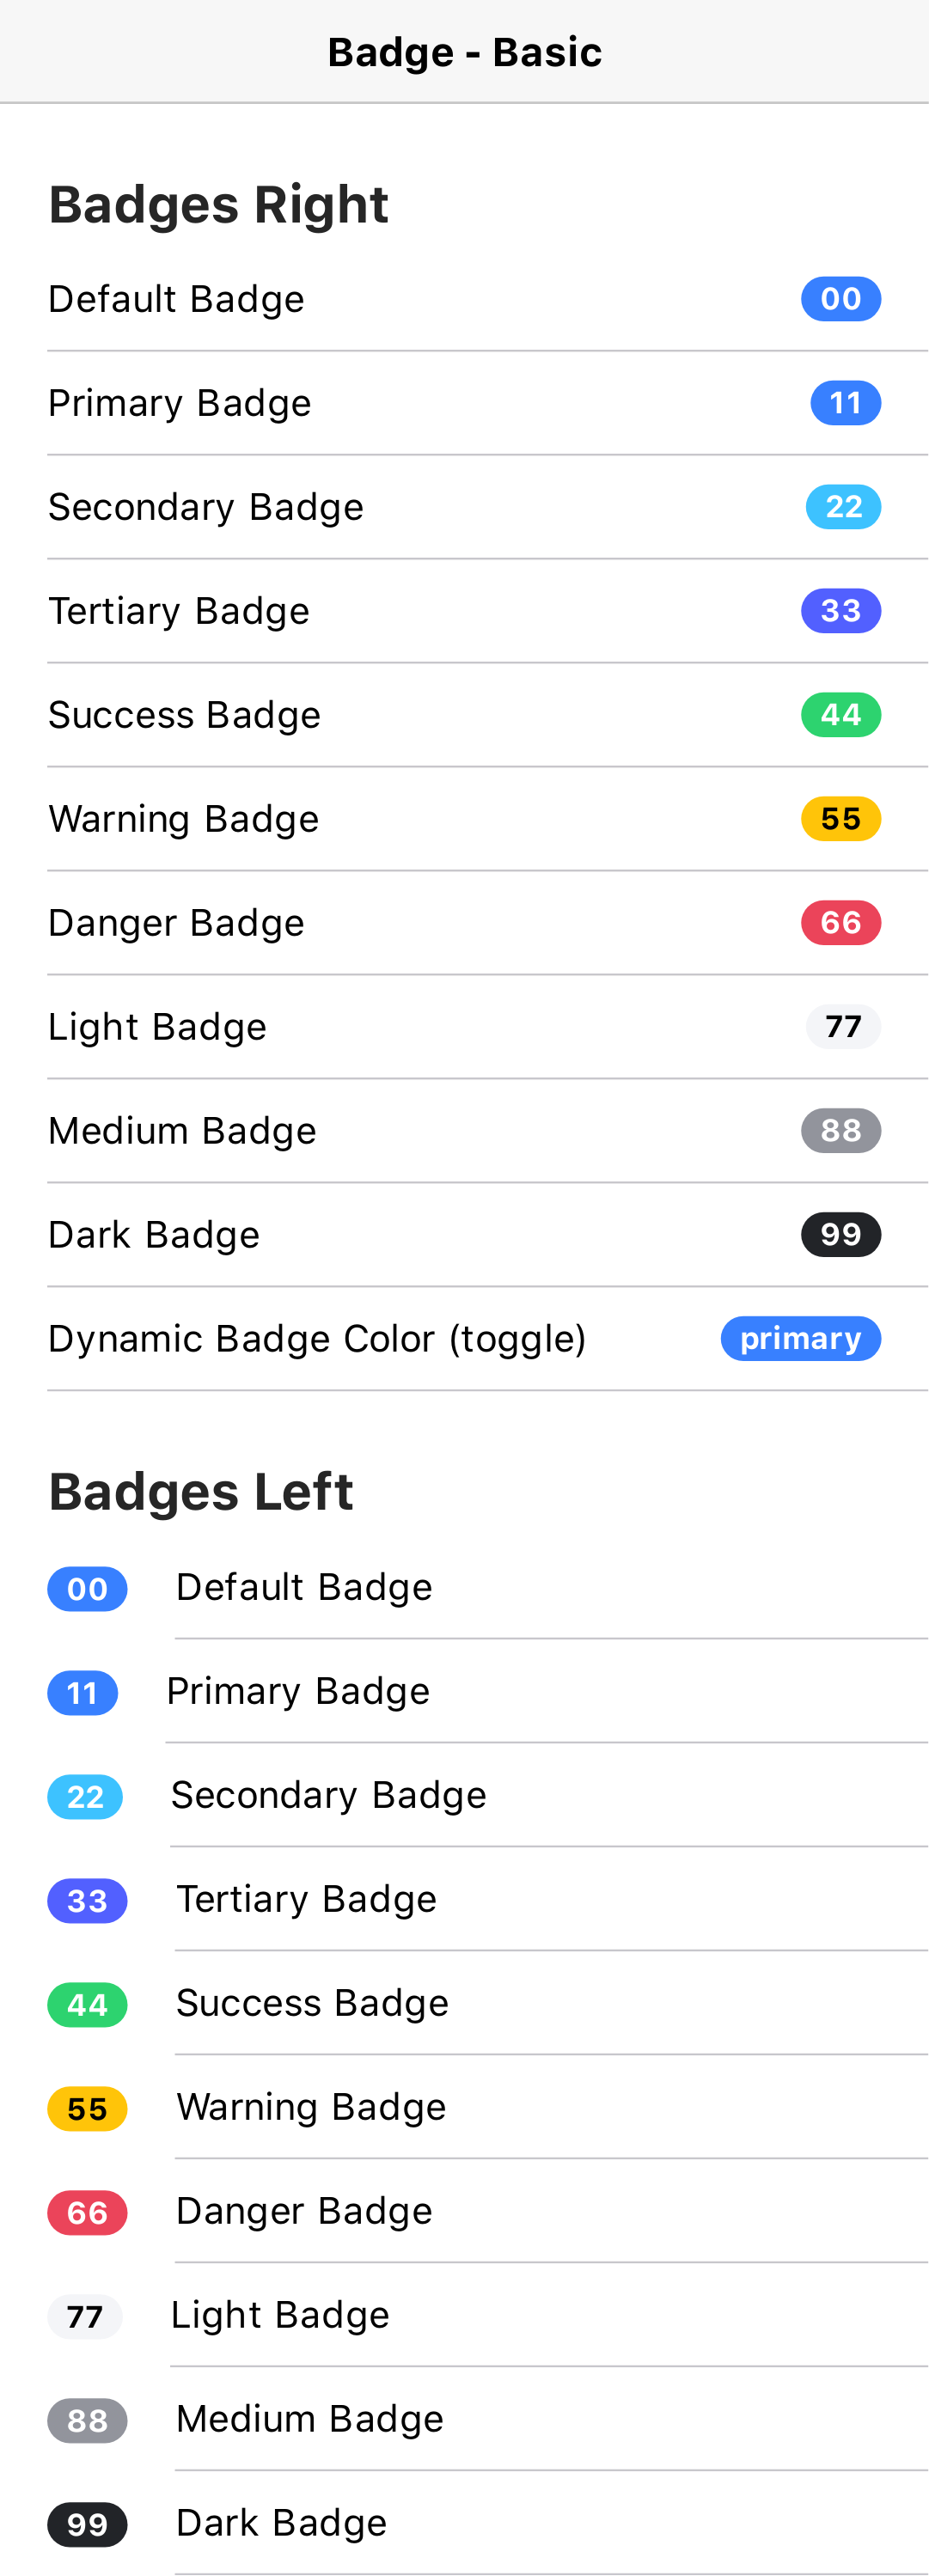 Badge - Basic
Badges Right
Default Badge 00
Primary Badge 11
Secondary Badge 22
Tertiary Badge 33
Success Badge 44
Warning Badge 55
Danger Badge 66
Light Badge 77
Medium Badge 88
Dark Badge 99
Dynamic Badge Color (toggle) primary
Badges Left
00 Default Badge
11 Primary Badge
22 Secondary Badge
33 Tertiary Badge
44 Success Badge
55 Warning Badge
66 Danger Badge
77 Light Badge
88 Medium Badge
99 Dark Badge